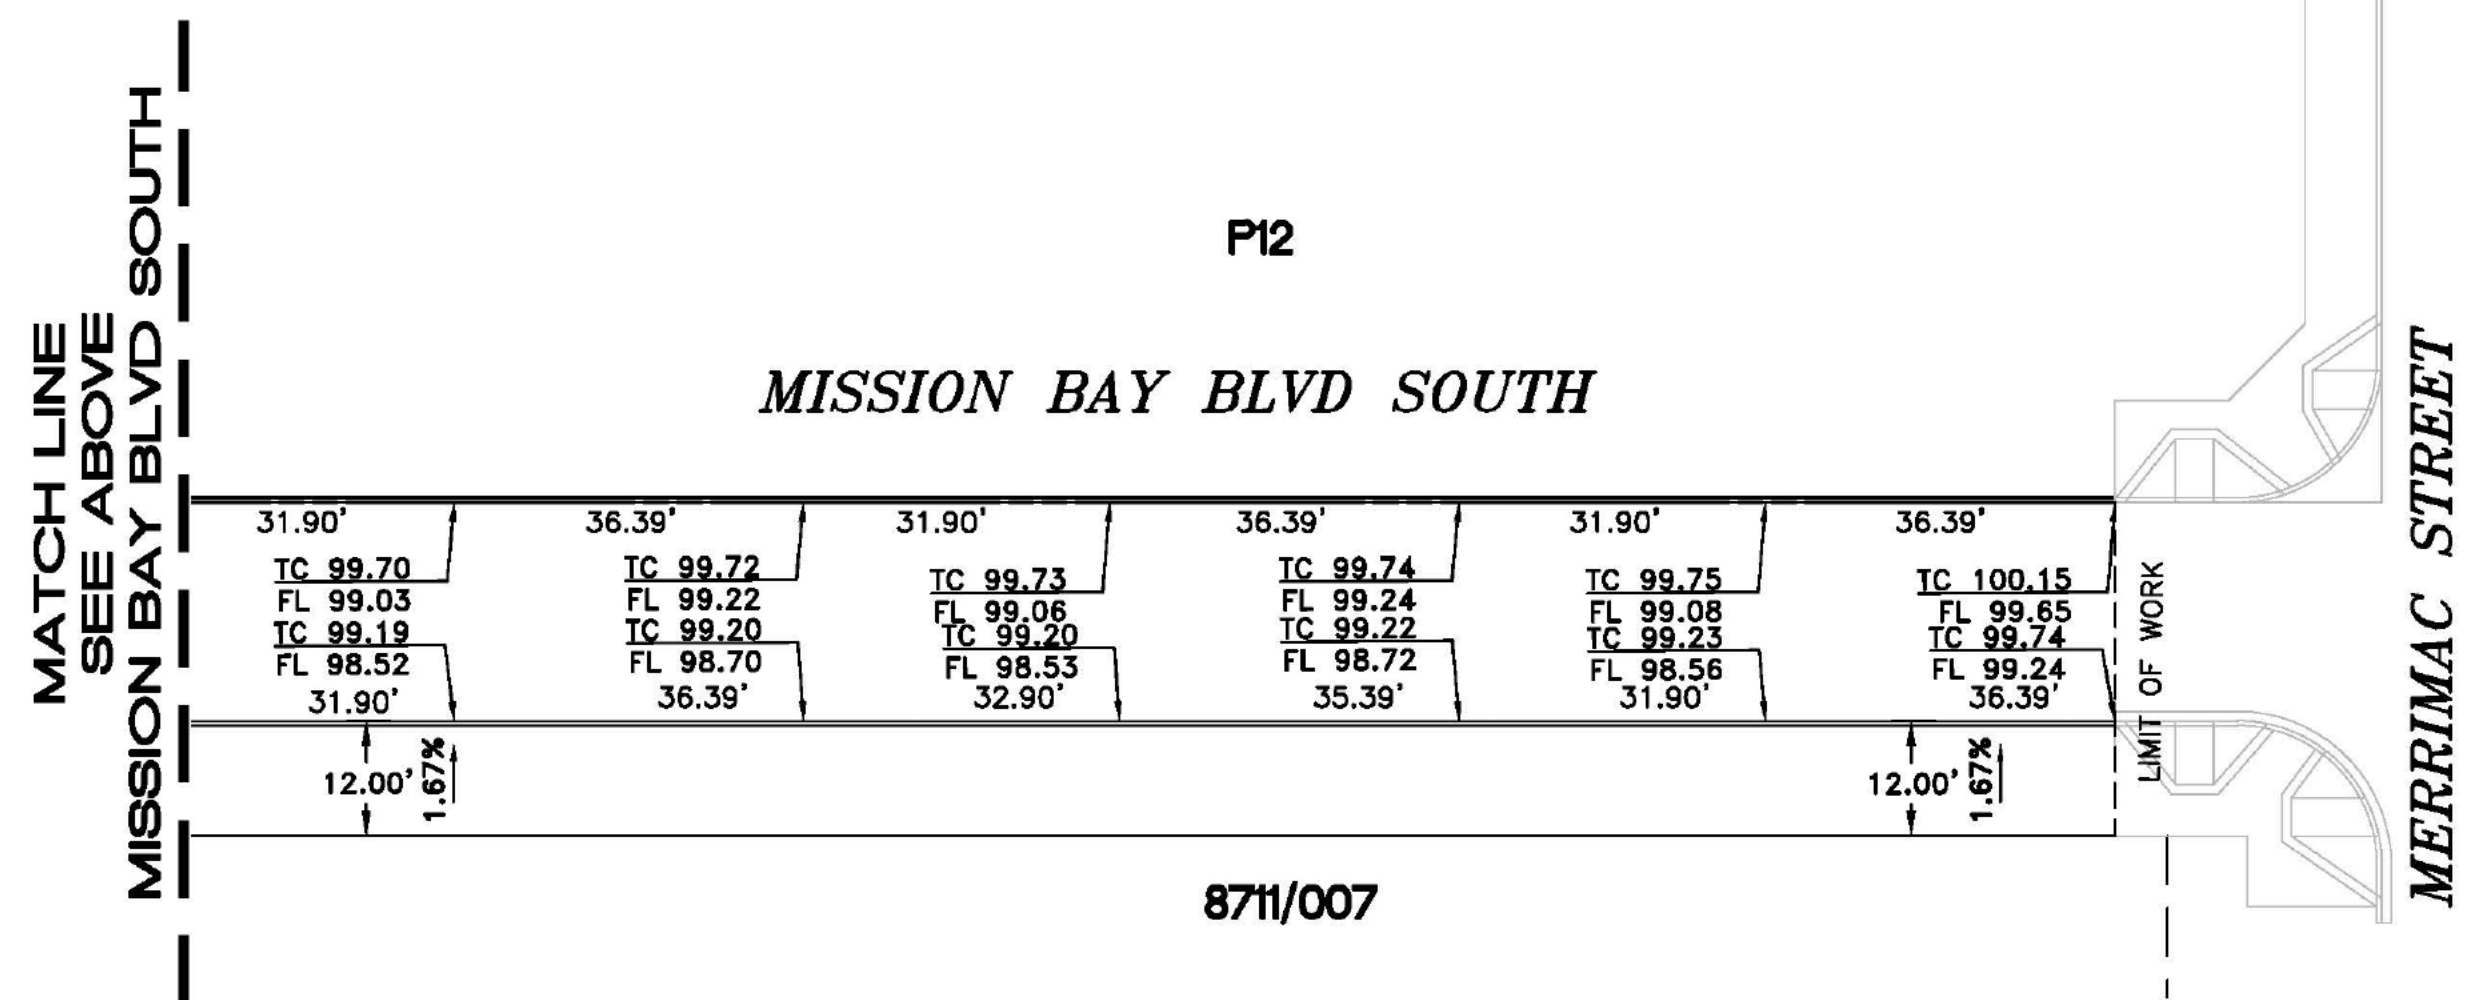 MATCH LINE
SEE ABOVE
MISSION BAY BLVD SOUTH
P12
MISSION BAY BLVD SOUTH
31.90' 36.39' 31.90' 36.39' 31.90' 36.39'
TC 99.70 TC 99.72 TC 99.73 TC 99.74 TC 99.75 TC 100.15
FL 99.03 FL 99.22 FL 99.06 FL 99.24 FL 99.08 FL 99.65
TC 99.19 TC 99.20 TC 99.20 TC 99.22 TC 99.23 TC 99.74
FL 98.52 FL 98.70 FL 98.53 FL 98.72 FL 98.56 FL 99.24
31.90' 36.39' 32.90' 35.39' 31.90' 36.39'
12.00' 1.67% 12.00' 1.67%
LIMIT OF WORK
8711/007
MERRIMAC STREET